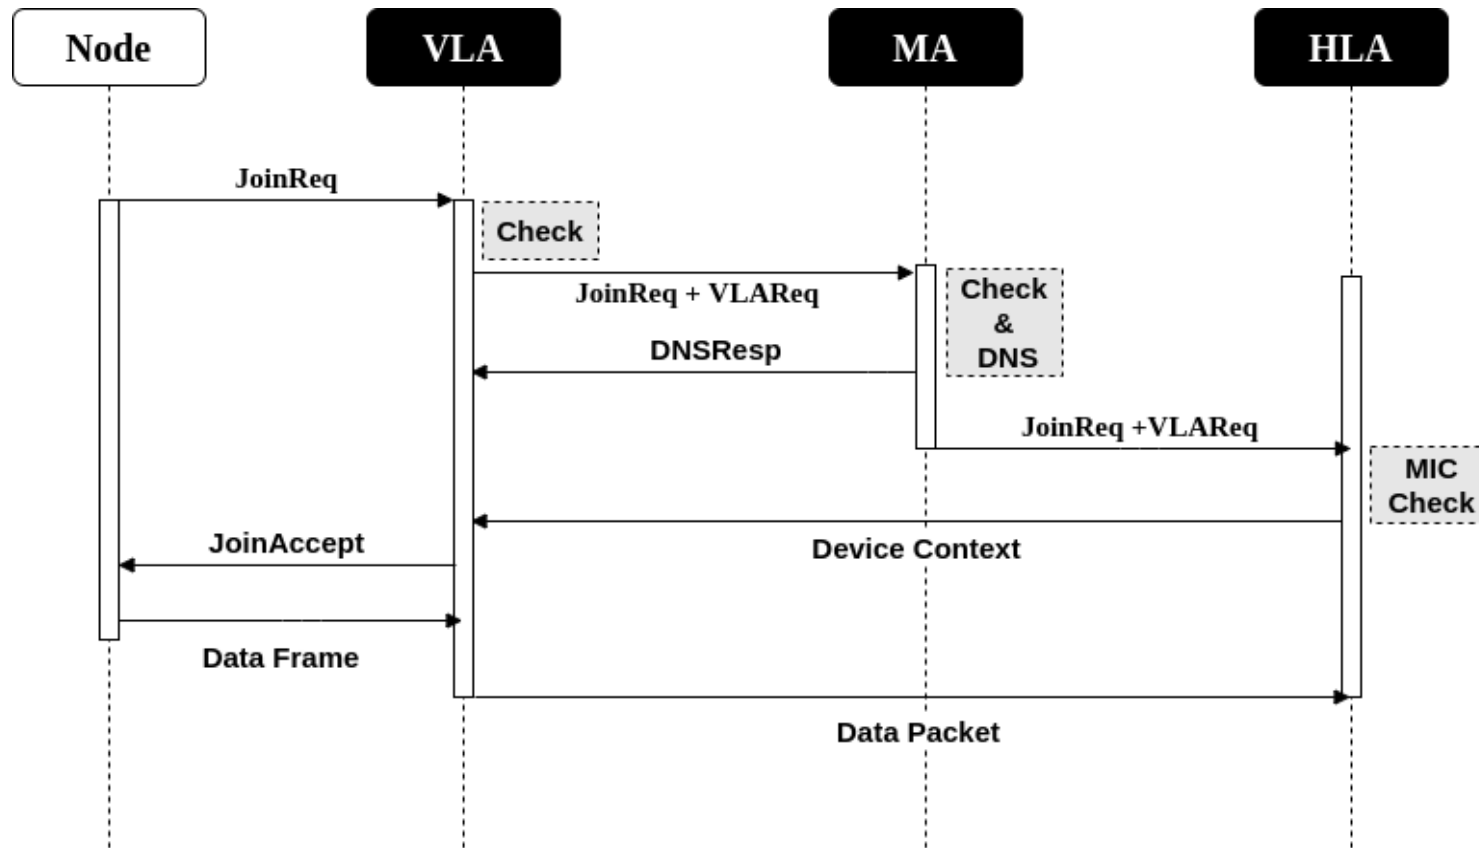 Node
VLA
MA
HLA
JoinReq
Check
JoinReq + VLAReq
Check
&
DNS
DNSResp
JoinReq +VLAReq
MIC
Check
JoinAccept
Device Context
Data Frame
Data Packet